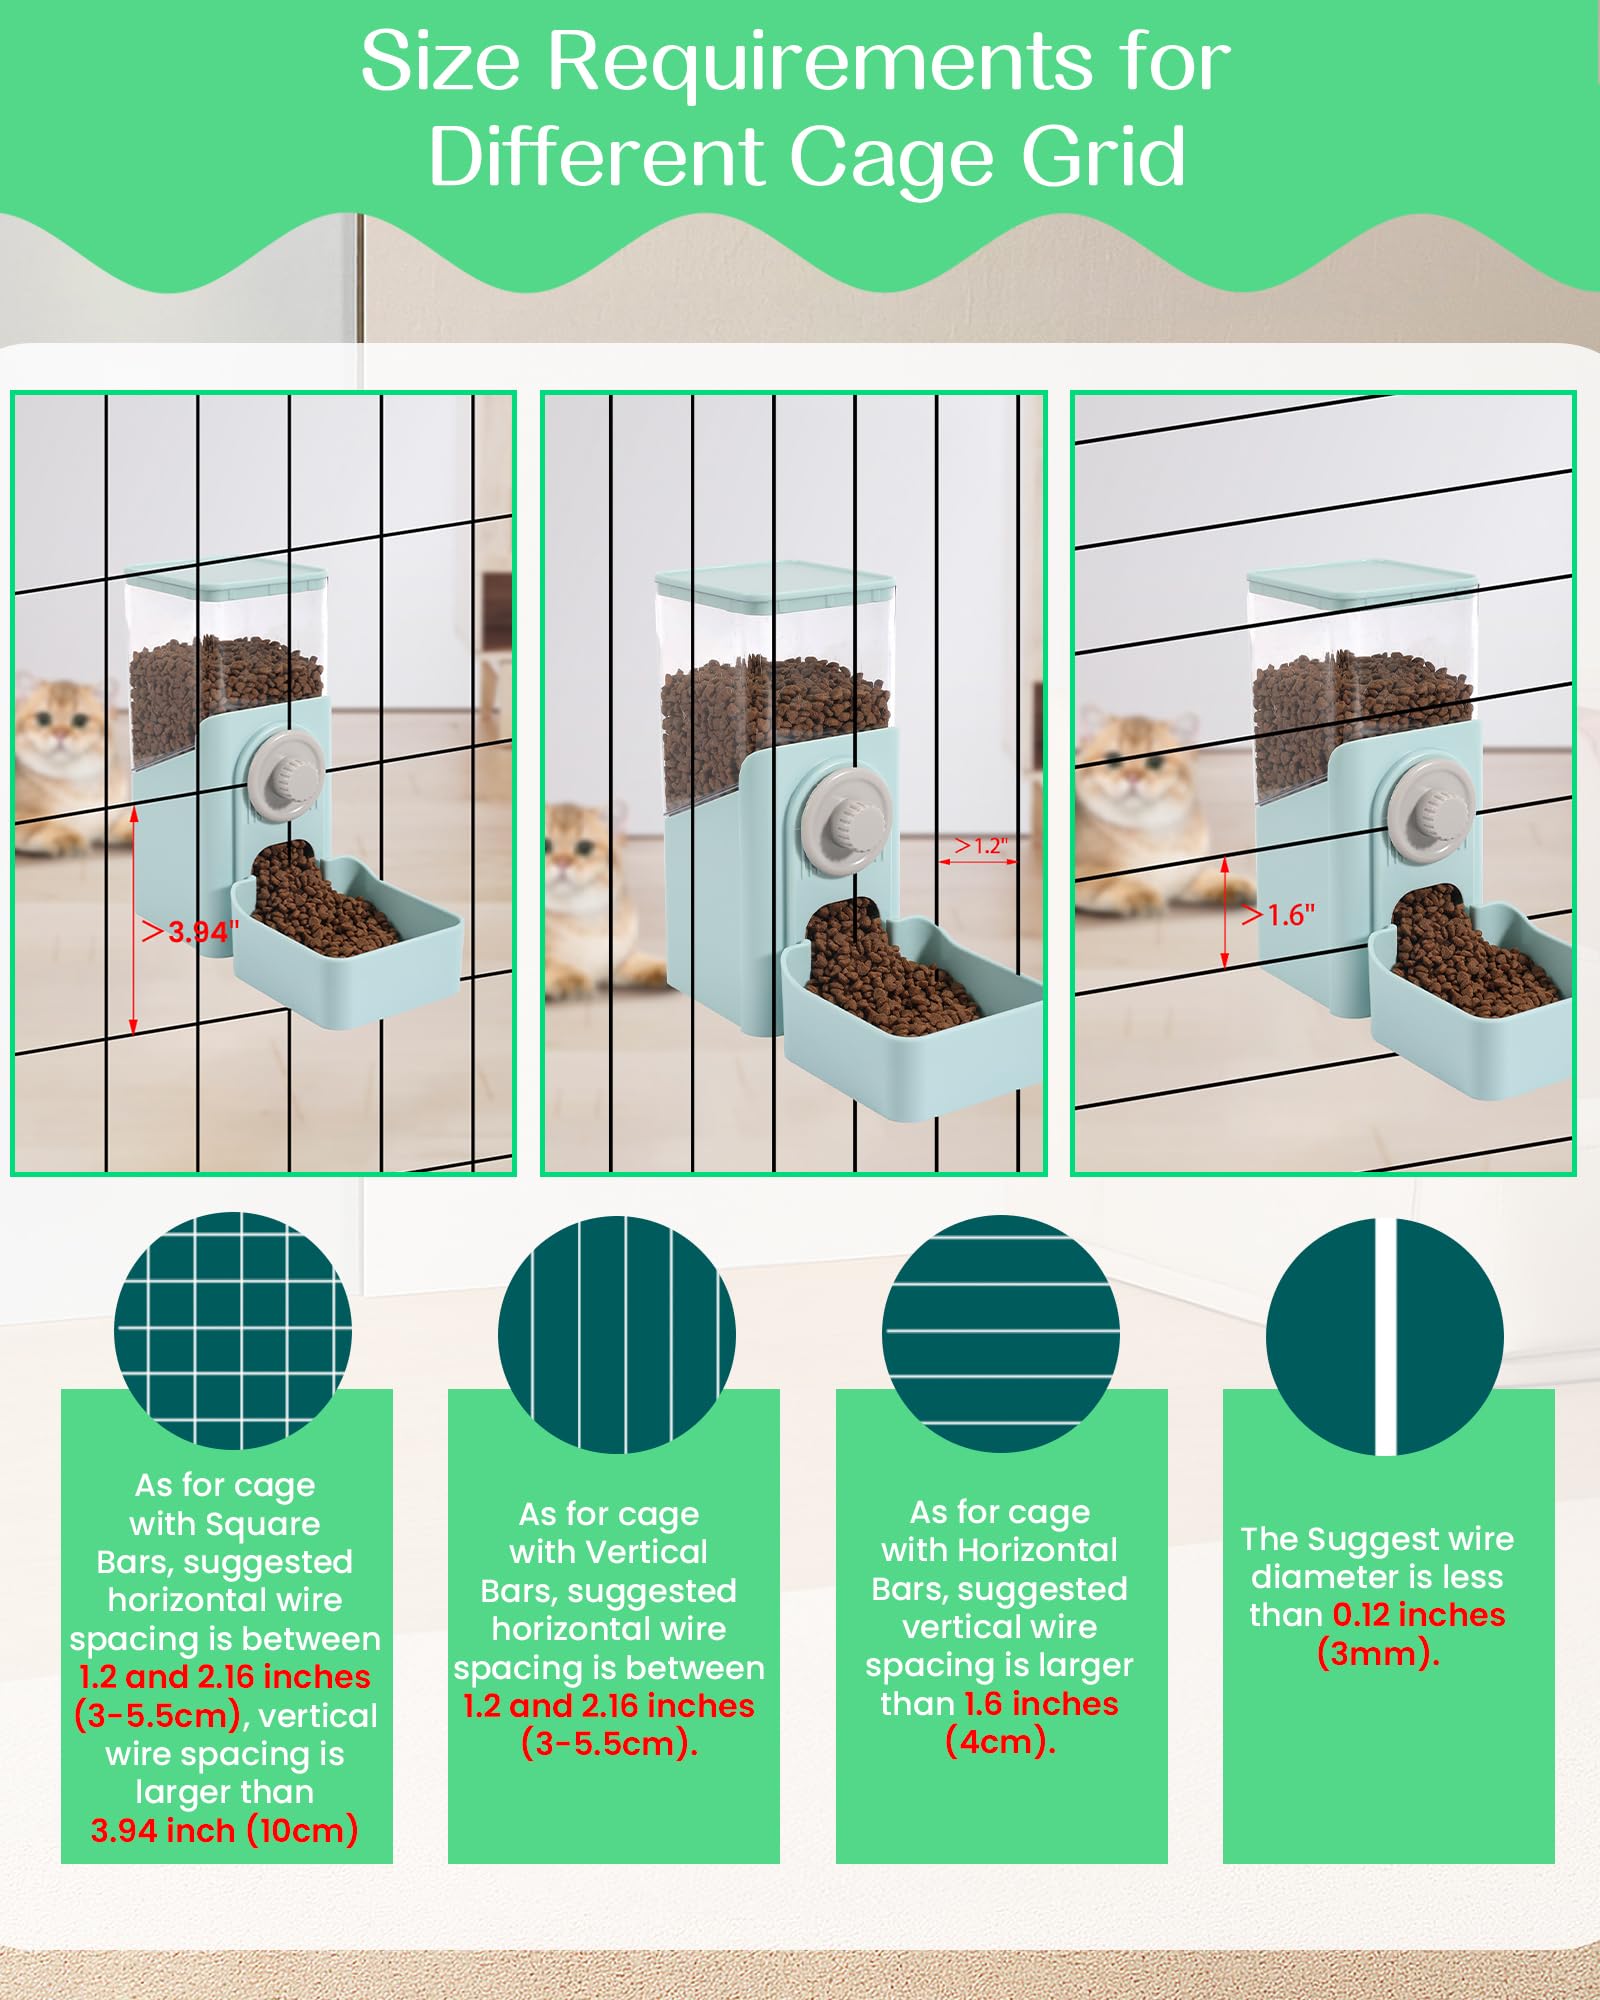 Size Requirements for
Different Cage Grid
>3.94"
>1.2"
>1.6"
As for cage
with Square
Bars, suggested
horizontal wire
spacing is between
1.2 and 2.16 inches
(3-5.5cm), vertical
wire spacing is
larger than
3.94 inch (10cm)
As for cage
with Vertical
Bars, suggested
horizontal wire
spacing is between
1.2 and 2.16 inches
(3-5.5cm).
As for cage
with Horizontal
Bars, suggested
vertical wire
spacing is larger
than 1.6 inches
(4cm).
The Suggest wire
diameter is less
than 0.12 inches
(3mm).